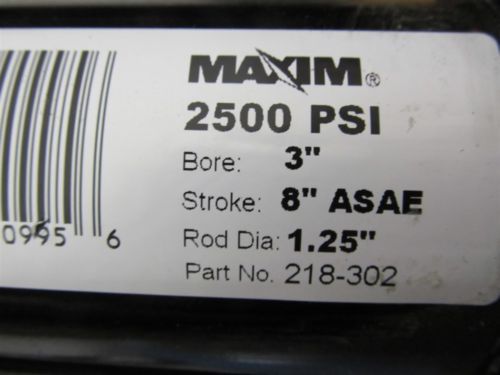 MAXIM®
2500 PSI
Bore: 3"
Stroke: 8" ASAE
Rod Dia: 1.25"
Part No. 218-302
0995 6